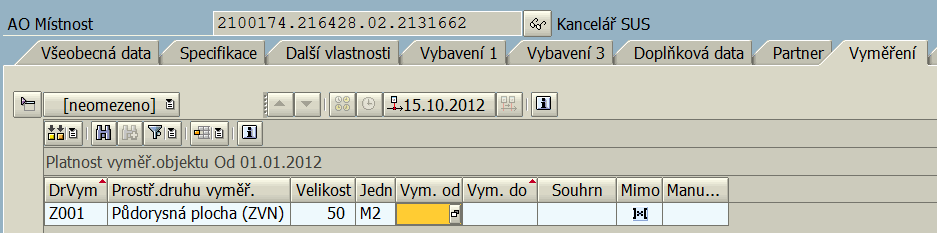 AO Místnost 2100174.216428.02.2131662 Kancelář SUS
Všeobecná data Specifikace Další vlastnosti Vybavení 1 Vybavení 3 Doplňková data Partner Vyměření
[neomezeno] 15.10.2012
Platnost vyměř.objektu Od 01.01.2012
DrVym Prostř.druhu vyměř. Velikost Jedn Vym. od Vym. do Souhrn Mimo Manu...
Z001 Půdorysná plocha (ZVN) 50 M2